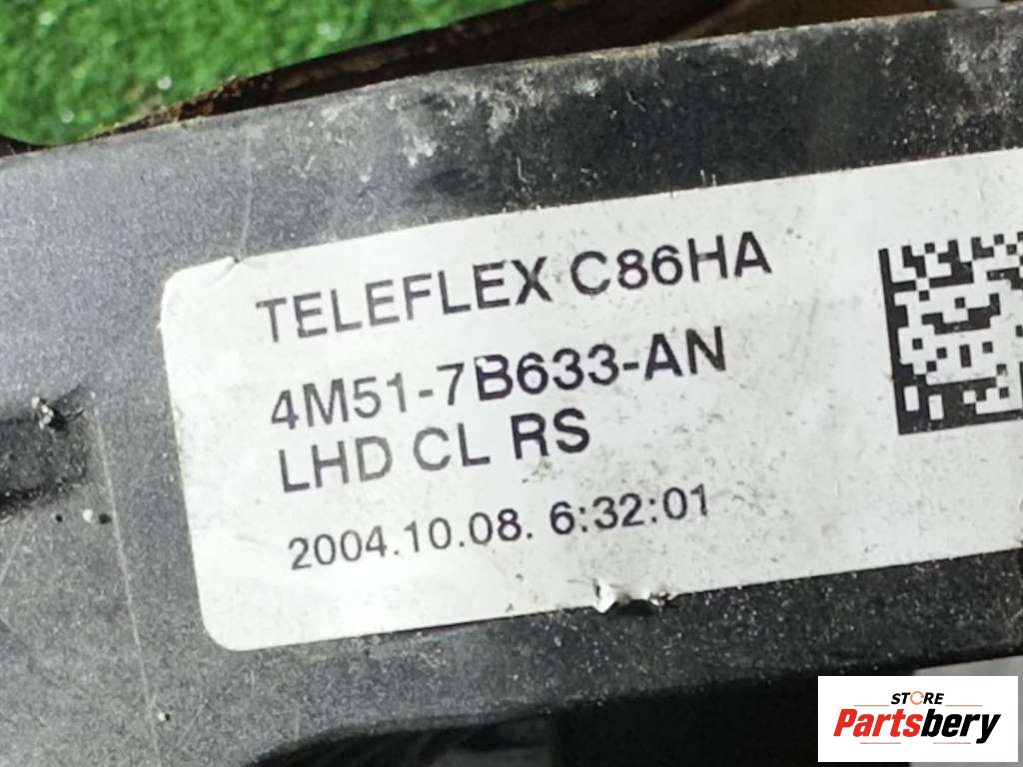 TELEFLEX C86HA
4M51-7B633-AN
LHD CL RS
2004.10.08. 6:32:01
STORE
Partsbery